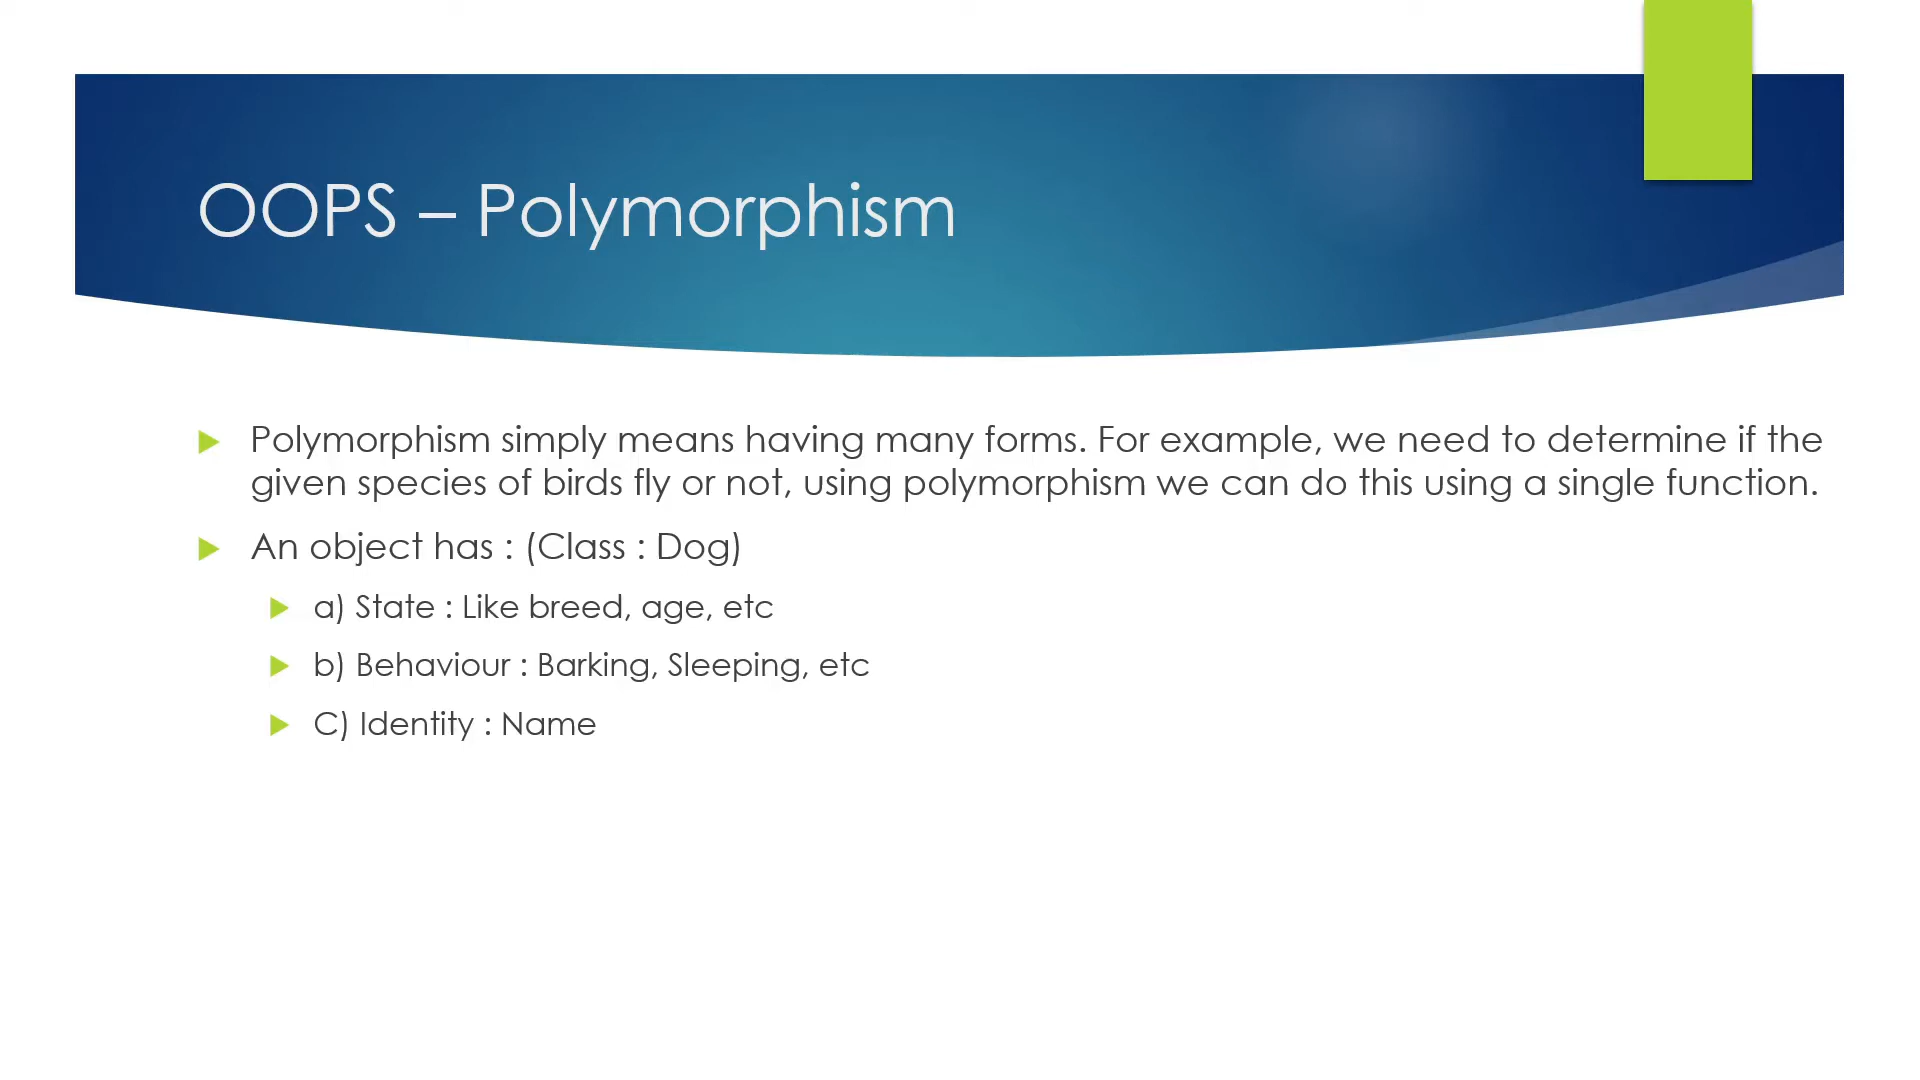 OOPS – Polymorphism
Polymorphism simply means having many forms. For example, we need to determine if the
given species of birds fly or not, using polymorphism we can do this using a single function.
An object has : (Class : Dog)
a) State : Like breed, age, etc
b) Behaviour : Barking, Sleeping, etc
C) Identity : Name